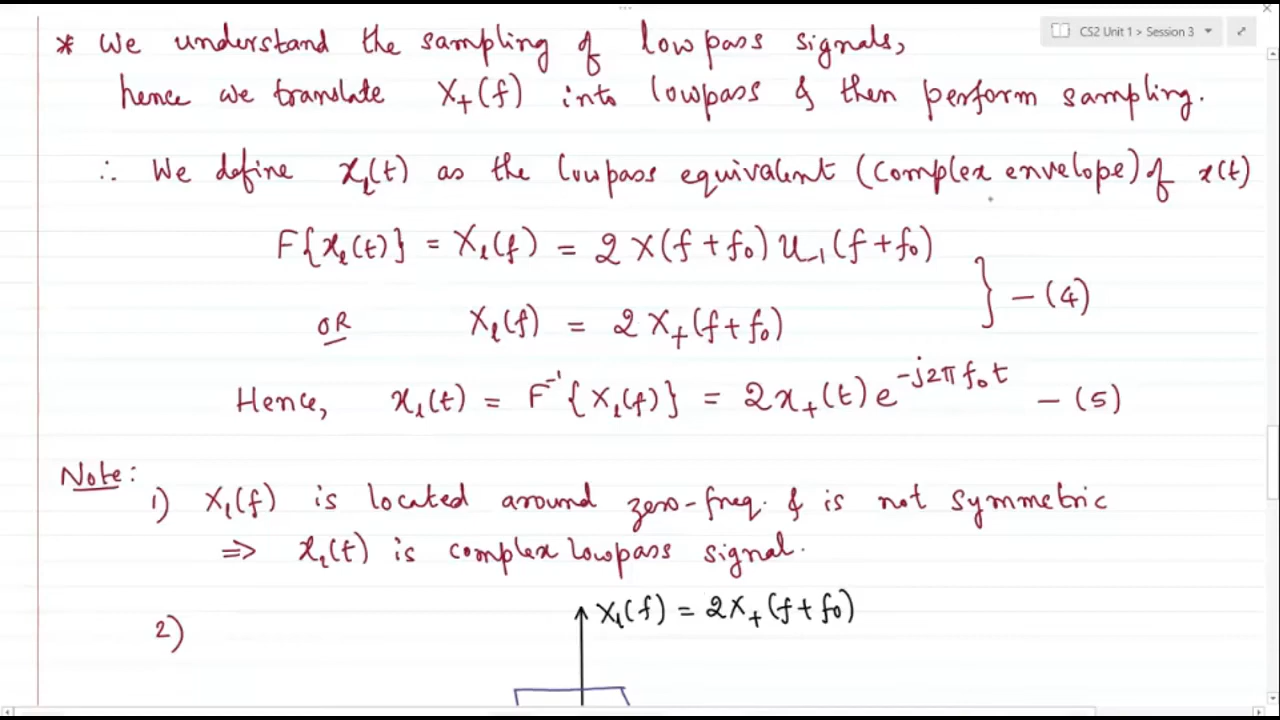 CS2 Unit 1 > Session 3
* We understand the sampling of lowpass signals,
hence we translate X₊(f) into lowpass & then perform sampling.
∴ We define xₗ(t) as the lowpass equivalent (complex envelope) of x(t)
F{xₗ(t)} = Xₗ(f) = 2 X(f+f₀) u₋₁(f+f₀)
} – (4)
OR Xₗ(f) = 2 X₊(f+f₀)
Hence, xₗ(t) = F⁻¹{Xₗ(f)} = 2x₊(t) e^(-j2πf₀t) – (5)
Note:
1) Xₗ(f) is located around zero-freq. & is not symmetric
⇒ xₗ(t) is complex lowpass signal.
Xₗ(f) = 2X₊(f+f₀)
2)